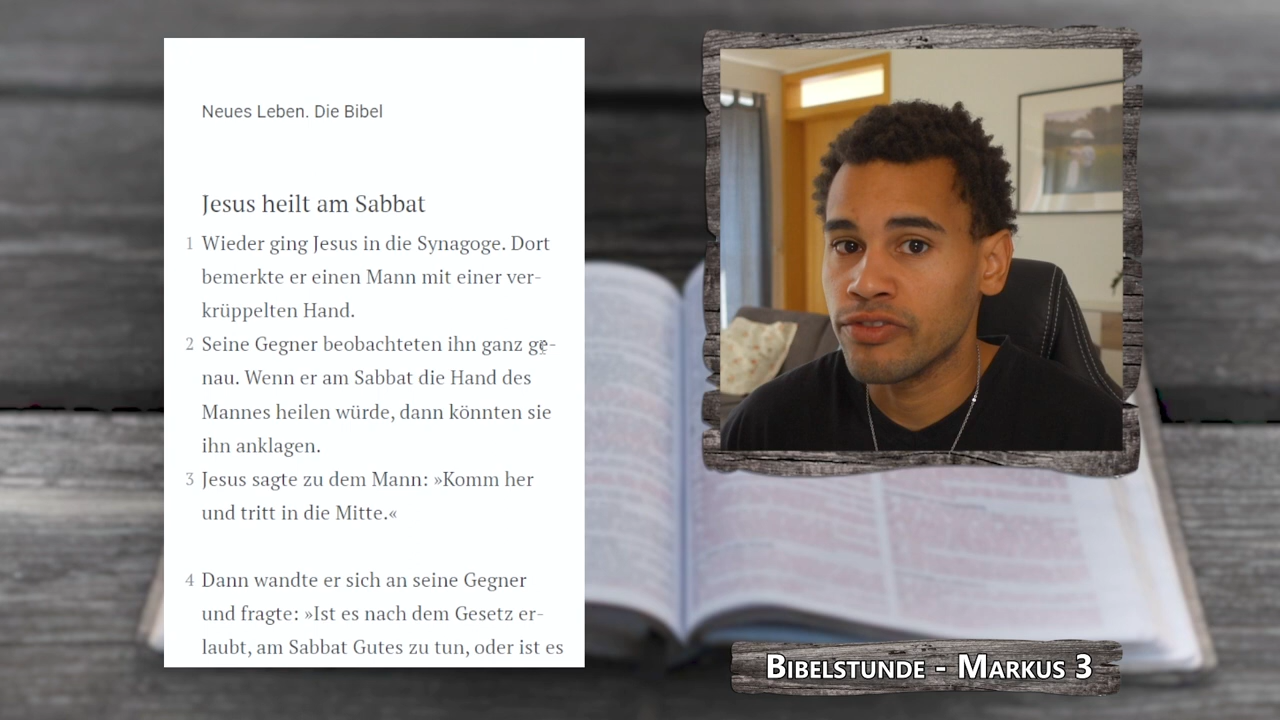 Neues Leben. Die Bibel
Jesus heilt am Sabbat
1 Wieder ging Jesus in die Synagoge. Dort
bemerkte er einen Mann mit einer ver-
krüppelten Hand.
2 Seine Gegner beobachteten ihn ganz ge-
nau. Wenn er am Sabbat die Hand des
Mannes heilen würde, dann könnten sie
ihn anklagen.
3 Jesus sagte zu dem Mann: »Komm her
und tritt in die Mitte.«
4 Dann wandte er sich an seine Gegner
und fragte: »Ist es nach dem Gesetz er-
laubt, am Sabbat Gutes zu tun, oder ist es
Bibelstunde - Markus 3